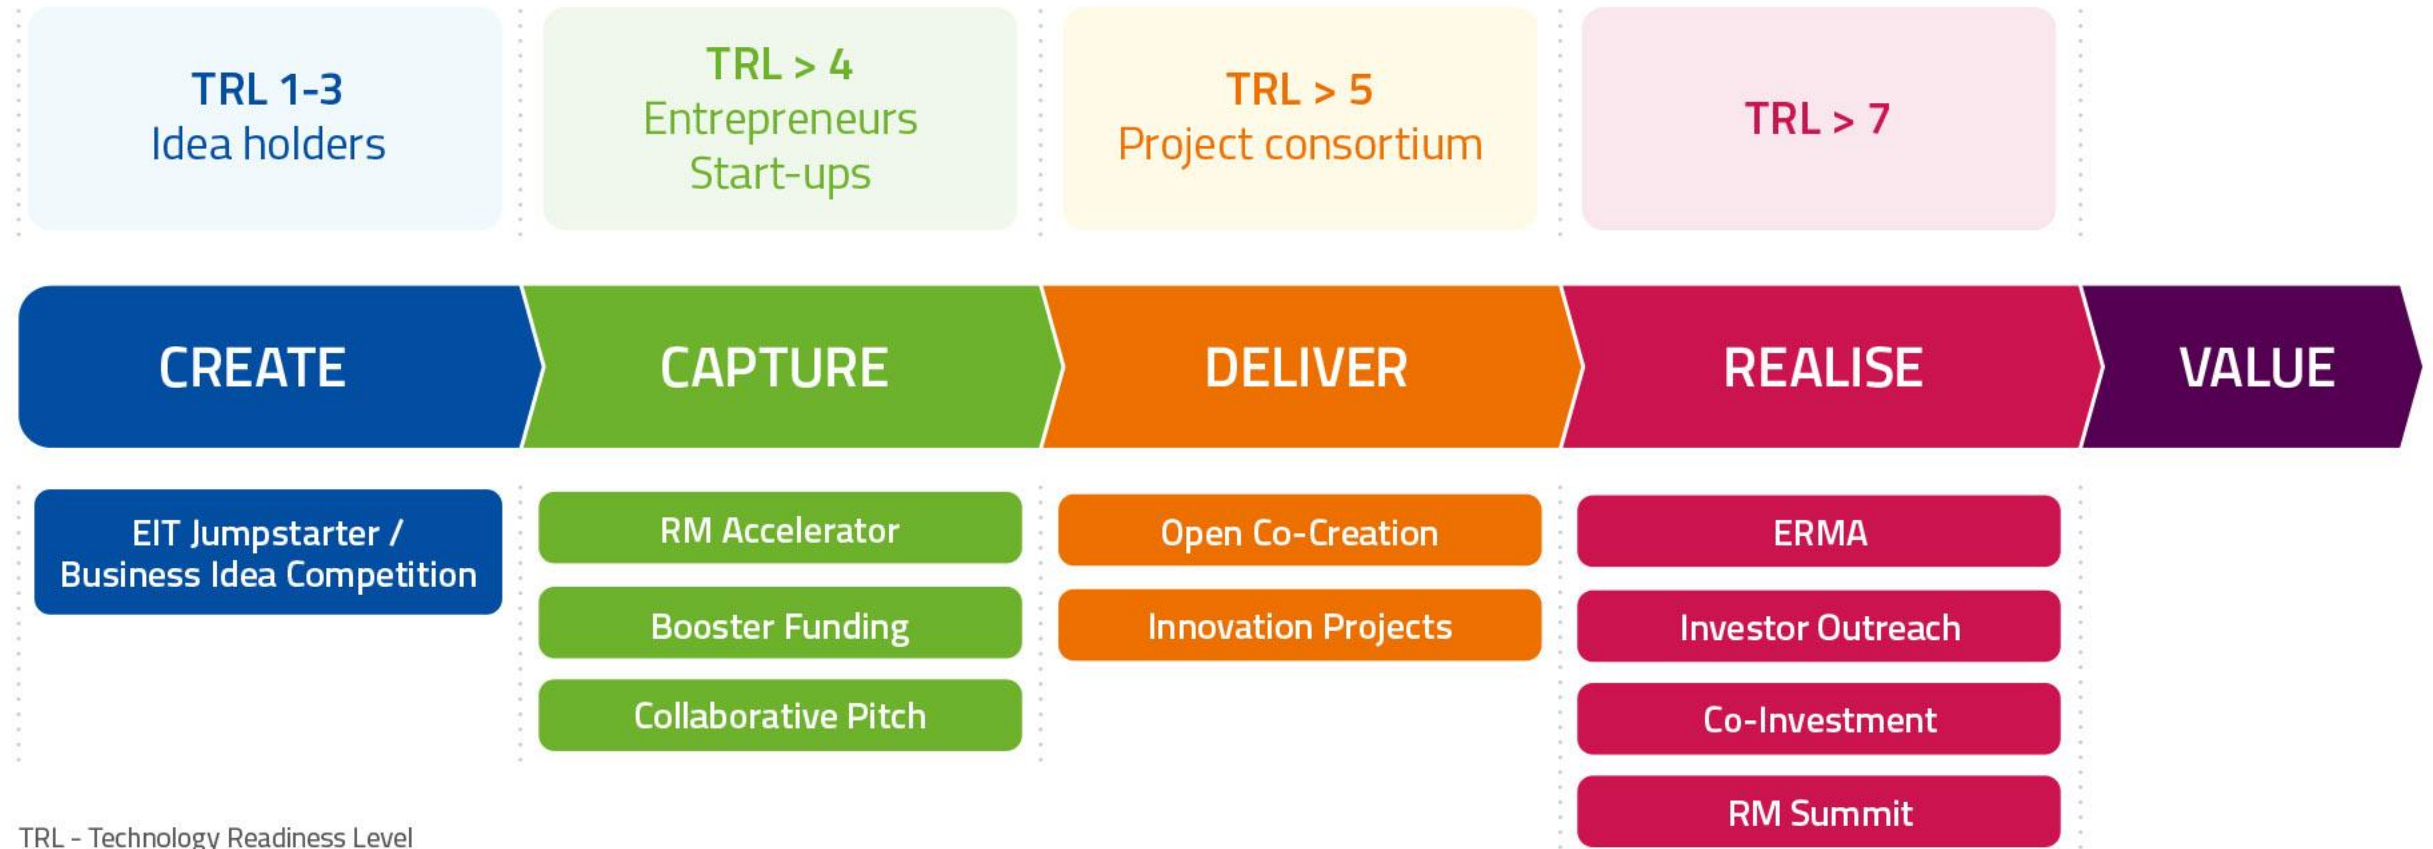 TRL 1-3
Idea holders
TRL > 4
Entrepreneurs
Start-ups
TRL > 5
Project consortium
TRL > 7
CREATE
CAPTURE
DELIVER
REALISE
VALUE
EIT Jumpstarter /
Business Idea Competition
RM Accelerator
Booster Funding
Collaborative Pitch
Open Co-Creation
Innovation Projects
ERMA
Investor Outreach
Co-Investment
RM Summit
TRL - Technology Readiness Level